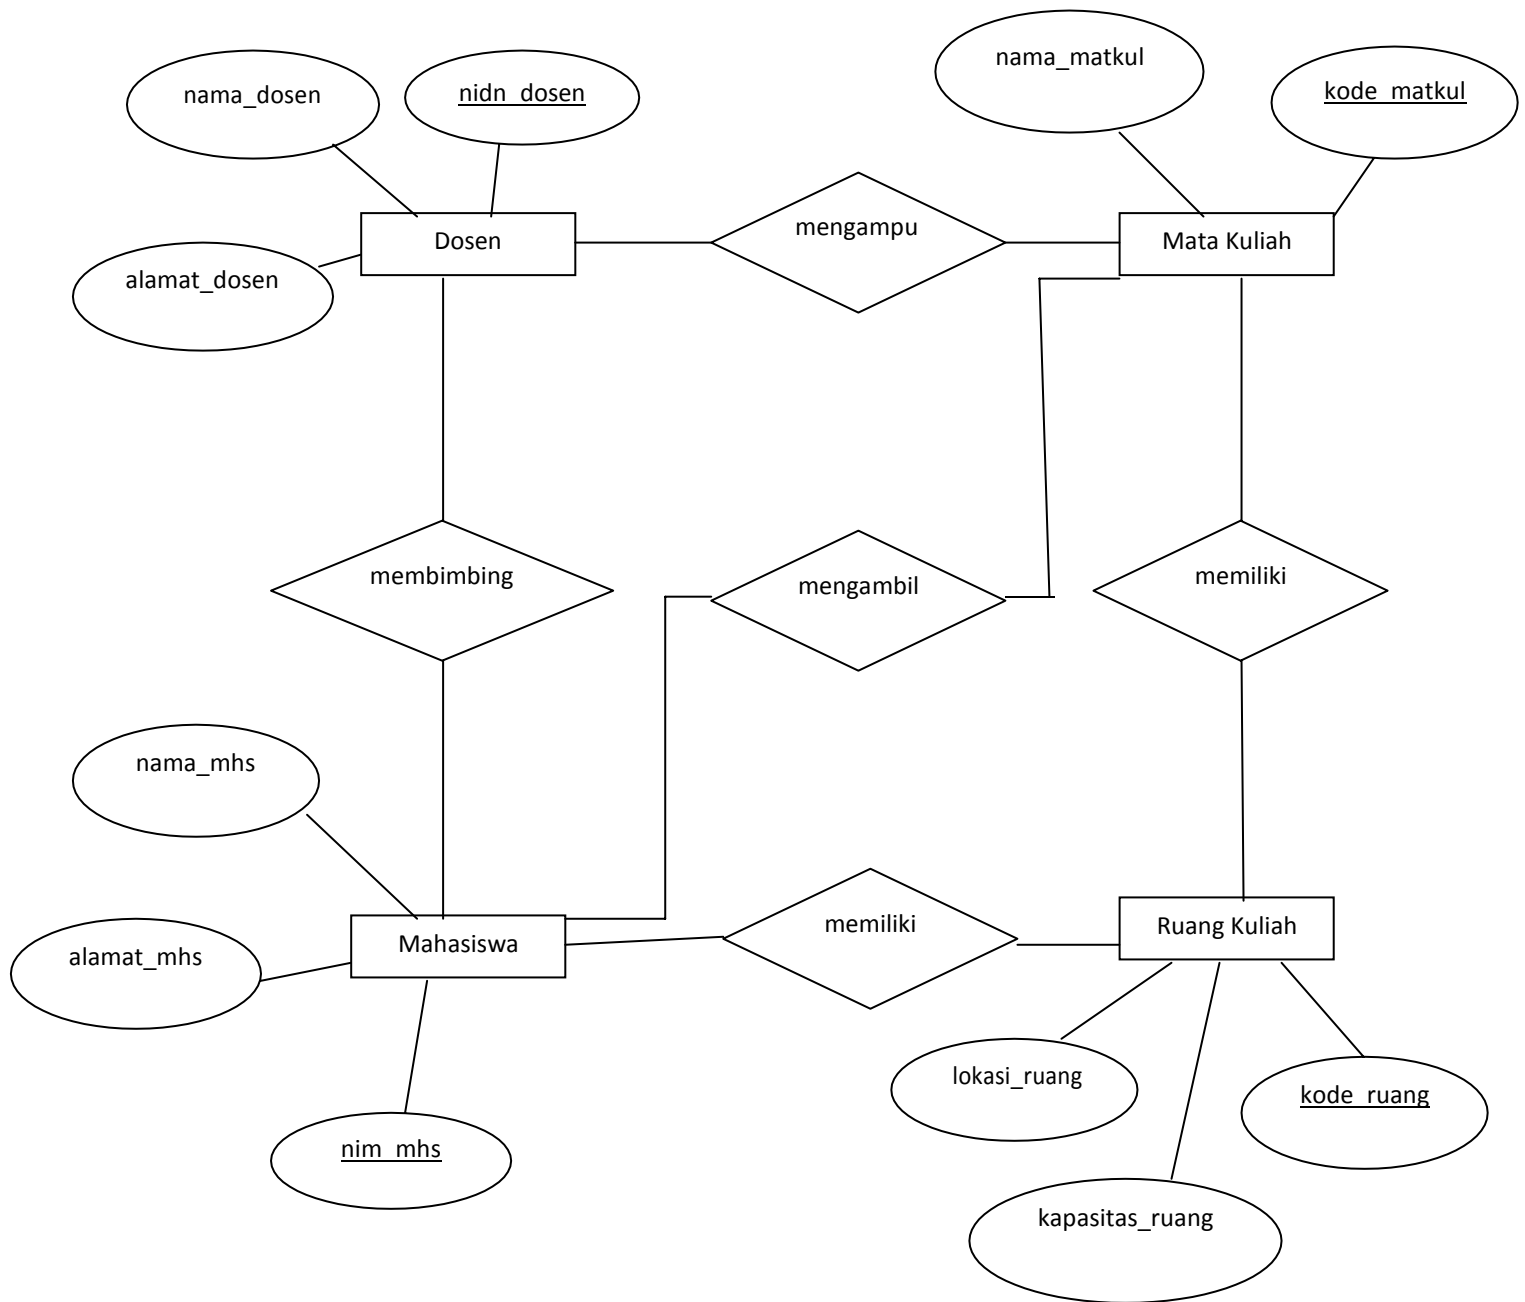 nama_matkul
nama_dosen
nidn_dosen
kode_matkul
mengampu
Dosen
Mata Kuliah
alamat_dosen
membimbing
mengambil
memiliki
nama_mhs
memiliki
Ruang Kuliah
Mahasiswa
alamat_mhs
lokasi_ruang
kode_ruang
nim_mhs
kapasitas_ruang